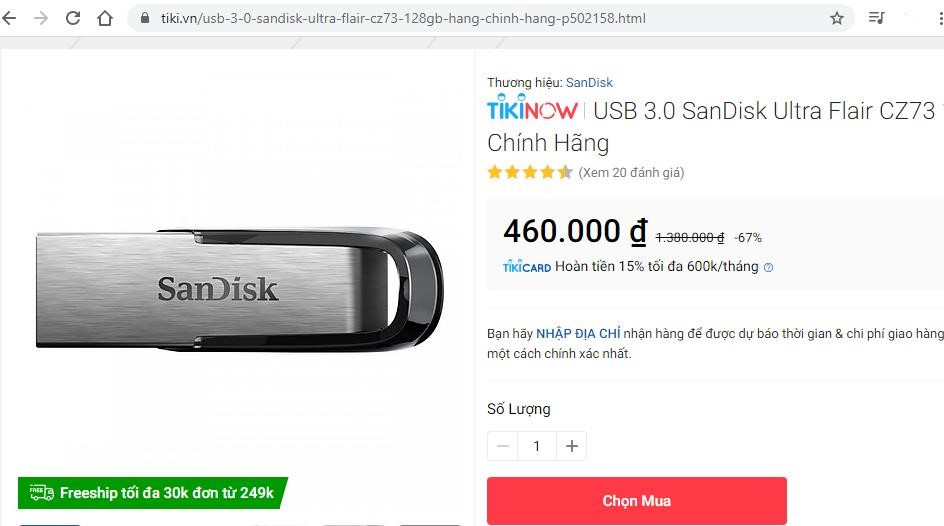 tiki.vn/usb-3-0-sandisk-ultra-flair-cz73-128gb-hang-chinh-hang-p502158.html
Thương hiệu: SanDisk
TIKINOW | USB 3.0 SanDisk Ultra Flair CZ73
Chính Hãng
(Xem 20 đánh giá)
460.000 ₫ 1.380.000 ₫ -67%
TIKICARD Hoàn tiền 15% tối đa 600k/tháng
Bạn hãy NHẬP ĐỊA CHỈ nhận hàng để được dự báo thời gian & chi phí giao hàng
một cách chính xác nhất.
SanDisk
Số Lượng
1
FREE Freeship tối đa 30k đơn từ 249k
Chọn Mua